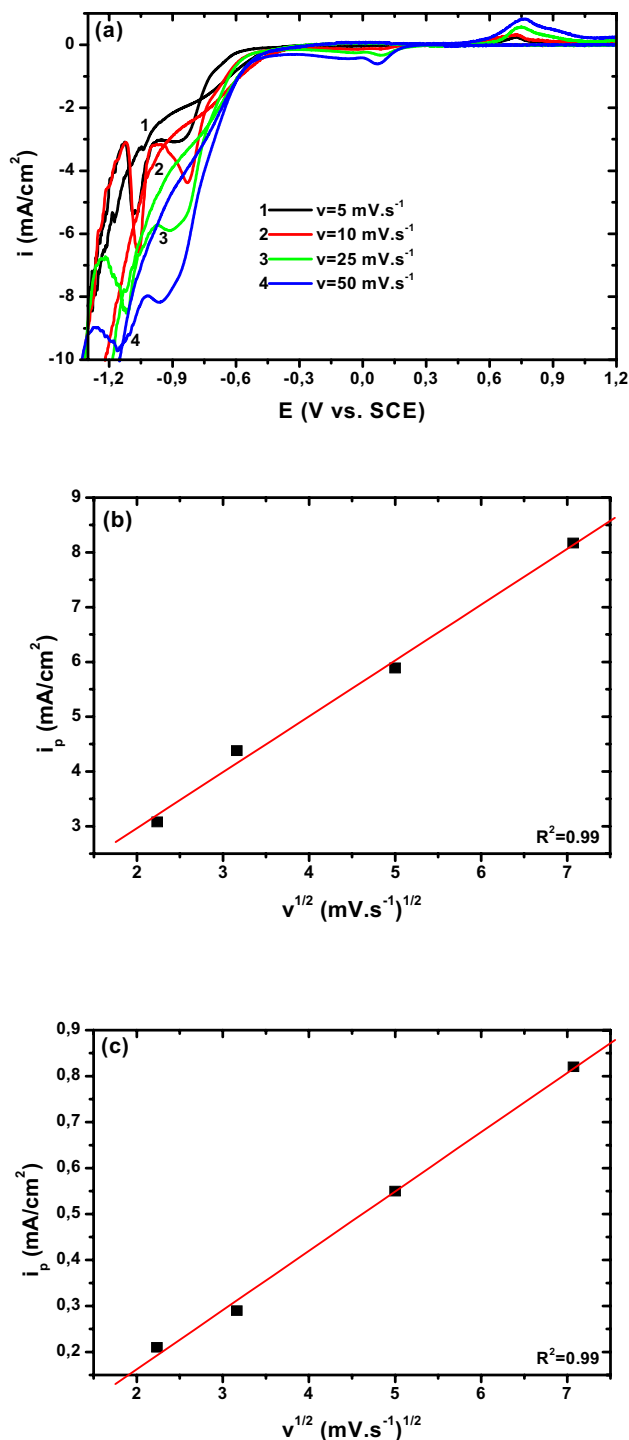 (a)
0
-2
-4
-6
-8
-10
i (mA/cm²)
1
2
3
4
1 v=5 mV.s⁻¹
2 v=10 mV.s⁻¹
3 v=25 mV.s⁻¹
4 v=50 mV.s⁻¹
-1,2 -0,9 -0,6 -0,3 0,0 0,3 0,6 0,9 1,2
E (V vs. SCE)
(b)
9
8
7
6
5
4
3
iₚ (mA/cm²)
R²=0.99
2 3 4 5 6 7
v¹/² (mV.s⁻¹)¹/²
(c)
0,9
0,8
0,7
0,6
0,5
0,4
0,3
0,2
iₚ (mA/cm²)
R²=0.99
2 3 4 5 6 7
v¹/² (mV.s⁻¹)¹/²